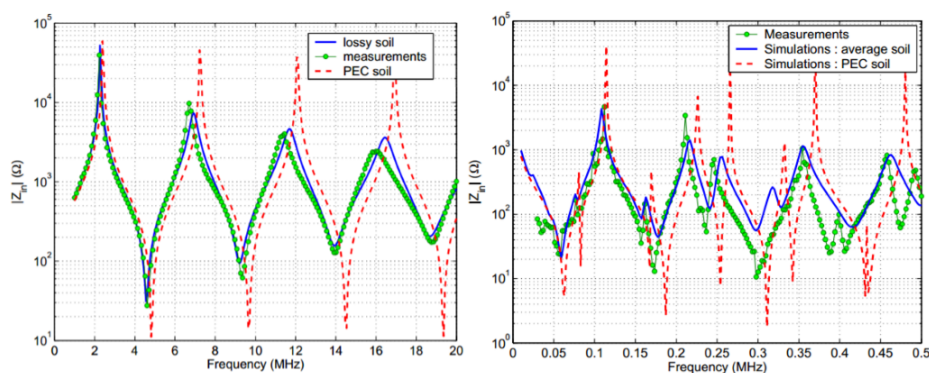 10^5
10^4
10^3
10^2
10^1
|Z_in| (Ω)
lossy soil
measurements
PEC soil
0 2 4 6 8 10 12 14 16 18 20
Frequency (MHz)
10^5
10^4
10^3
10^2
10^1
10^0
|Z_in| (Ω)
Measurements
Simulations : average soil
Simulations : PEC soil
0 0.05 0.1 0.15 0.2 0.25 0.3 0.35 0.4 0.45 0.5
Frequency (MHz)